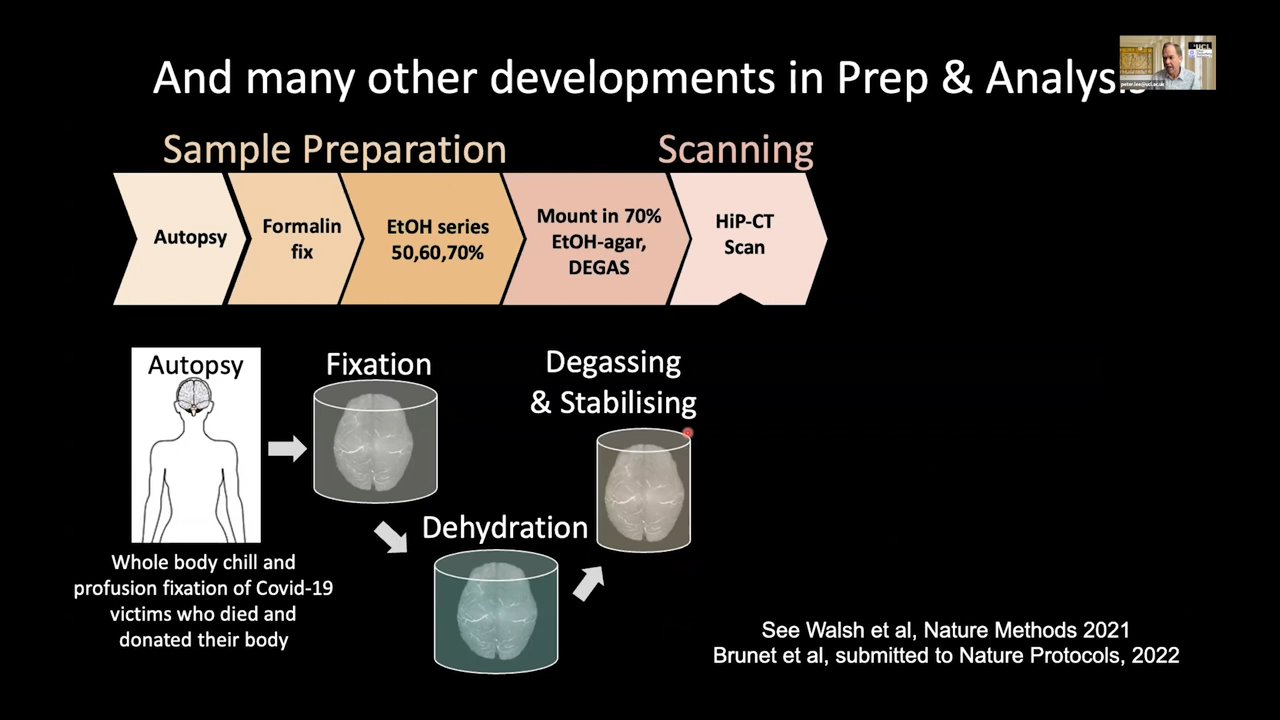 And many other developments in Prep & Analysis
UCL
Sample Preparation
Scanning
Autopsy
Formalin
fix
EtOH series
50,60,70%
Mount in 70%
EtOH-agar,
DEGAS
HiP-CT
Scan
Autopsy
Fixation
Degassing
& Stabilising
Dehydration
Whole body chill and
profusion fixation of Covid-19
victims who died and
donated their body
See Walsh et al, Nature Methods 2021
Brunet et al, submitted to Nature Protocols, 2022